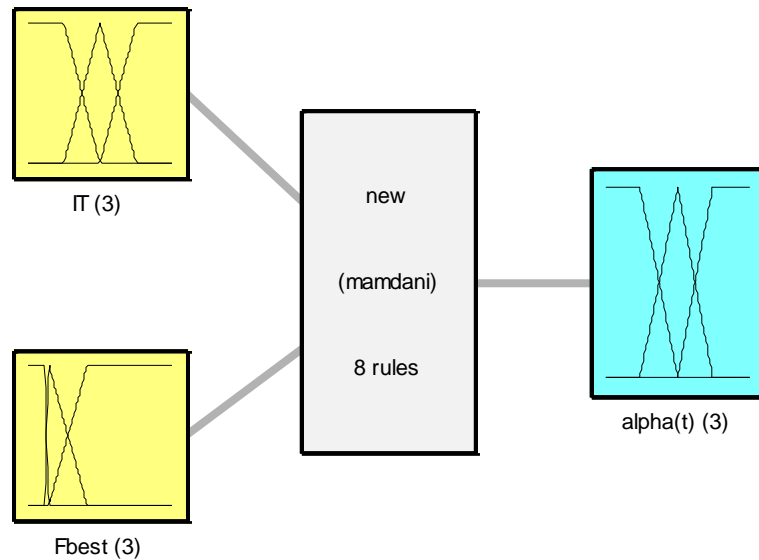 IT (3)
new
(mamdani)
8 rules
alpha(t) (3)
Fbest (3)